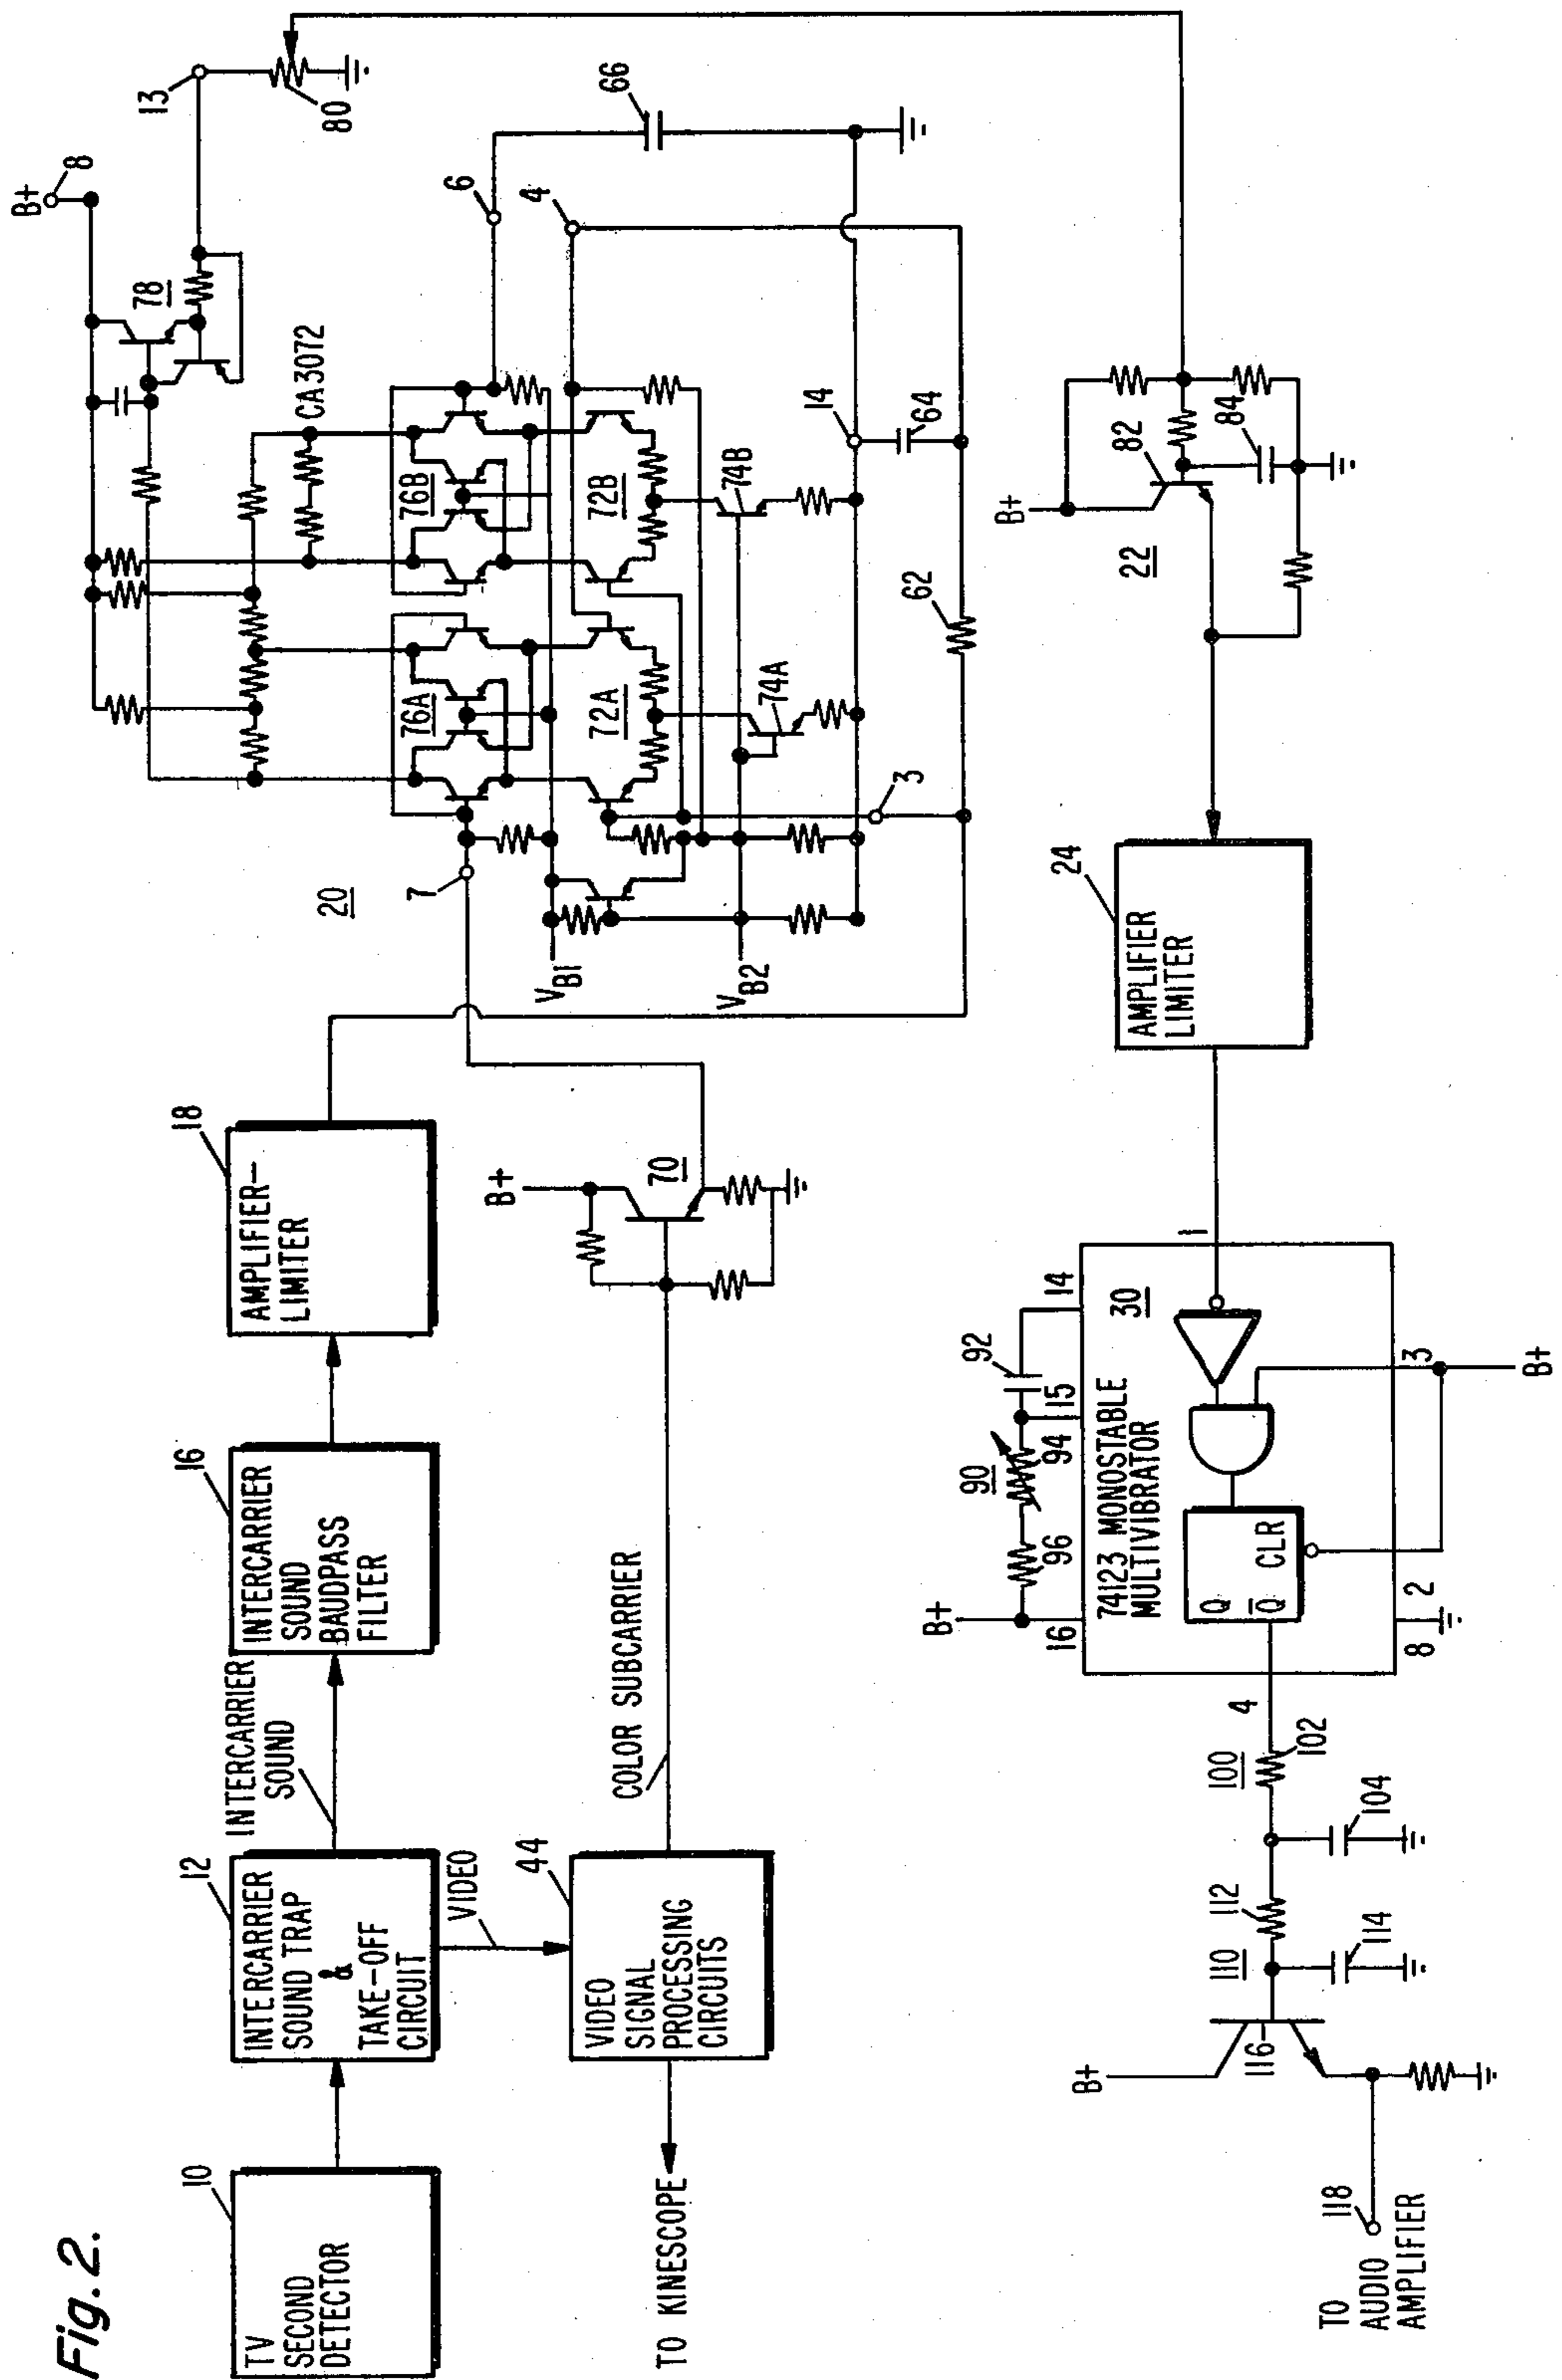 Fig. 2.
10
TV
SECOND
DETECTOR
12
INTERCARRIER
SOUND TRAP
&
TAKE-OFF
CIRCUIT
INTERCARRIER
SOUND
16
INTERCARRIER
SOUND
BAUDPASS
FILTER
18
AMPLIFIER-
LIMITER
VIDEO
44
VIDEO
SIGNAL
PROCESSING
CIRCUITS
TO KINESCOPE
COLOR SUBCARRIER
B+
70
20
7
VB1
VB2
3
76A
76B
72A
72B
74A
74B
CA3072
78
B+
8
13
80
6
4
66
14
64
62
B+
22
82
84
24
AMPLIFIER
LIMITER
1
B+
16
96
90
94
15
92
14
74123 MONOSTABLE
MULTIVIBRATOR
30
Q
Q̅
CLR
8
2
3
B+
4
100
102
104
112
110
114
B+
116
118
TO
AUDIO
AMPLIFIER